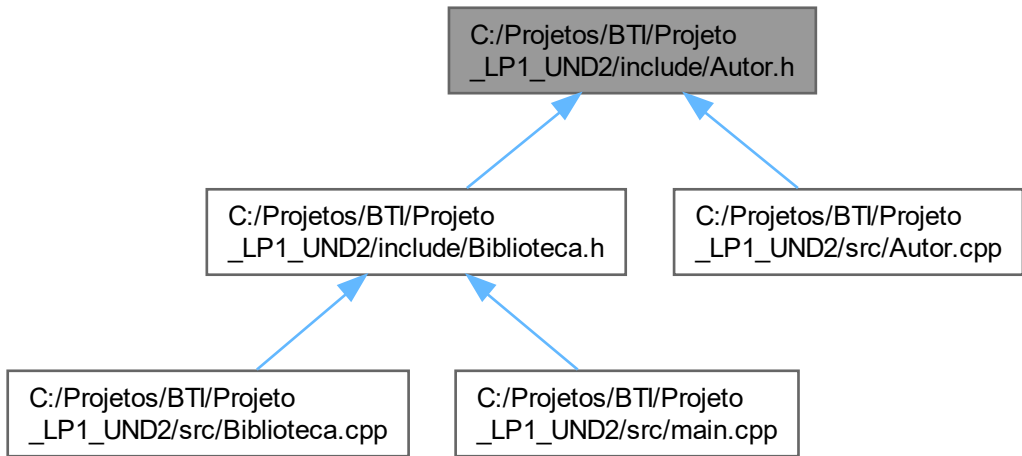 C:/Projetos/BTI/Projeto
_LP1_UND2/include/Autor.h
C:/Projetos/BTI/Projeto
_LP1_UND2/include/Biblioteca.h
C:/Projetos/BTI/Projeto
_LP1_UND2/src/Autor.cpp
C:/Projetos/BTI/Projeto
_LP1_UND2/src/Biblioteca.cpp
C:/Projetos/BTI/Projeto
_LP1_UND2/src/main.cpp